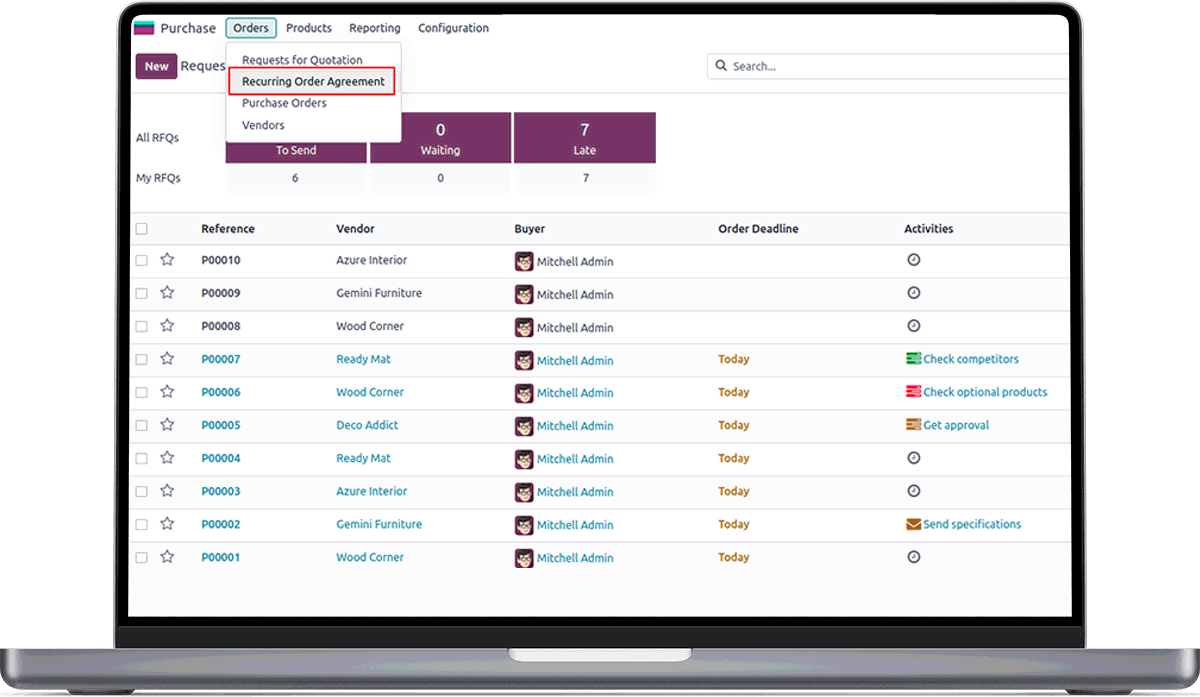 Purchase Orders Products Reporting Configuration
New Reques Search...
Requests for Quotation
Recurring Order Agreement
Purchase Orders
Vendors
All RFQs 0 7
To Send Waiting Late
My RFQs 6 0 7
Reference Vendor Buyer Order Deadline Activities
P00010 Azure Interior Mitchell Admin
P00009 Gemini Furniture Mitchell Admin
P00008 Wood Corner Mitchell Admin
P00007 Ready Mat Mitchell Admin Today Check competitors
P00006 Wood Corner Mitchell Admin Today Check optional products
P00005 Deco Addict Mitchell Admin Today Get approval
P00004 Ready Mat Mitchell Admin Today
P00003 Azure Interior Mitchell Admin Today
P00002 Gemini Furniture Mitchell Admin Today Send specifications
P00001 Wood Corner Mitchell Admin Today